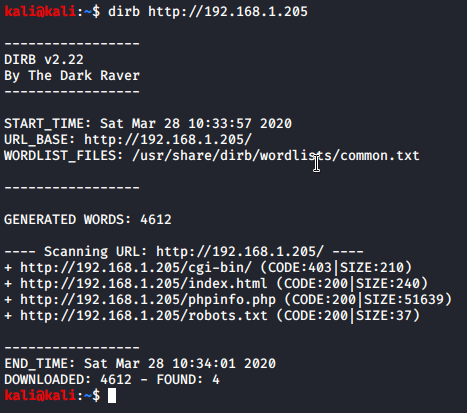 kali@kali:~$ dirb http://192.168.1.205
-----------------
DIRB v2.22
By The Dark Raver
-----------------
START_TIME: Sat Mar 28 10:33:57 2020
URL_BASE: http://192.168.1.205/
WORDLIST_FILES: /usr/share/dirb/wordlists/common.txt
-----------------
GENERATED WORDS: 4612
---- Scanning URL: http://192.168.1.205/ ----
+ http://192.168.1.205/cgi-bin/ (CODE:403|SIZE:210)
+ http://192.168.1.205/index.html (CODE:200|SIZE:240)
+ http://192.168.1.205/phpinfo.php (CODE:200|SIZE:51639)
+ http://192.168.1.205/robots.txt (CODE:200|SIZE:37)
-----------------
END_TIME: Sat Mar 28 10:34:01 2020
DOWNLOADED: 4612 - FOUND: 4
kali@kali:~$